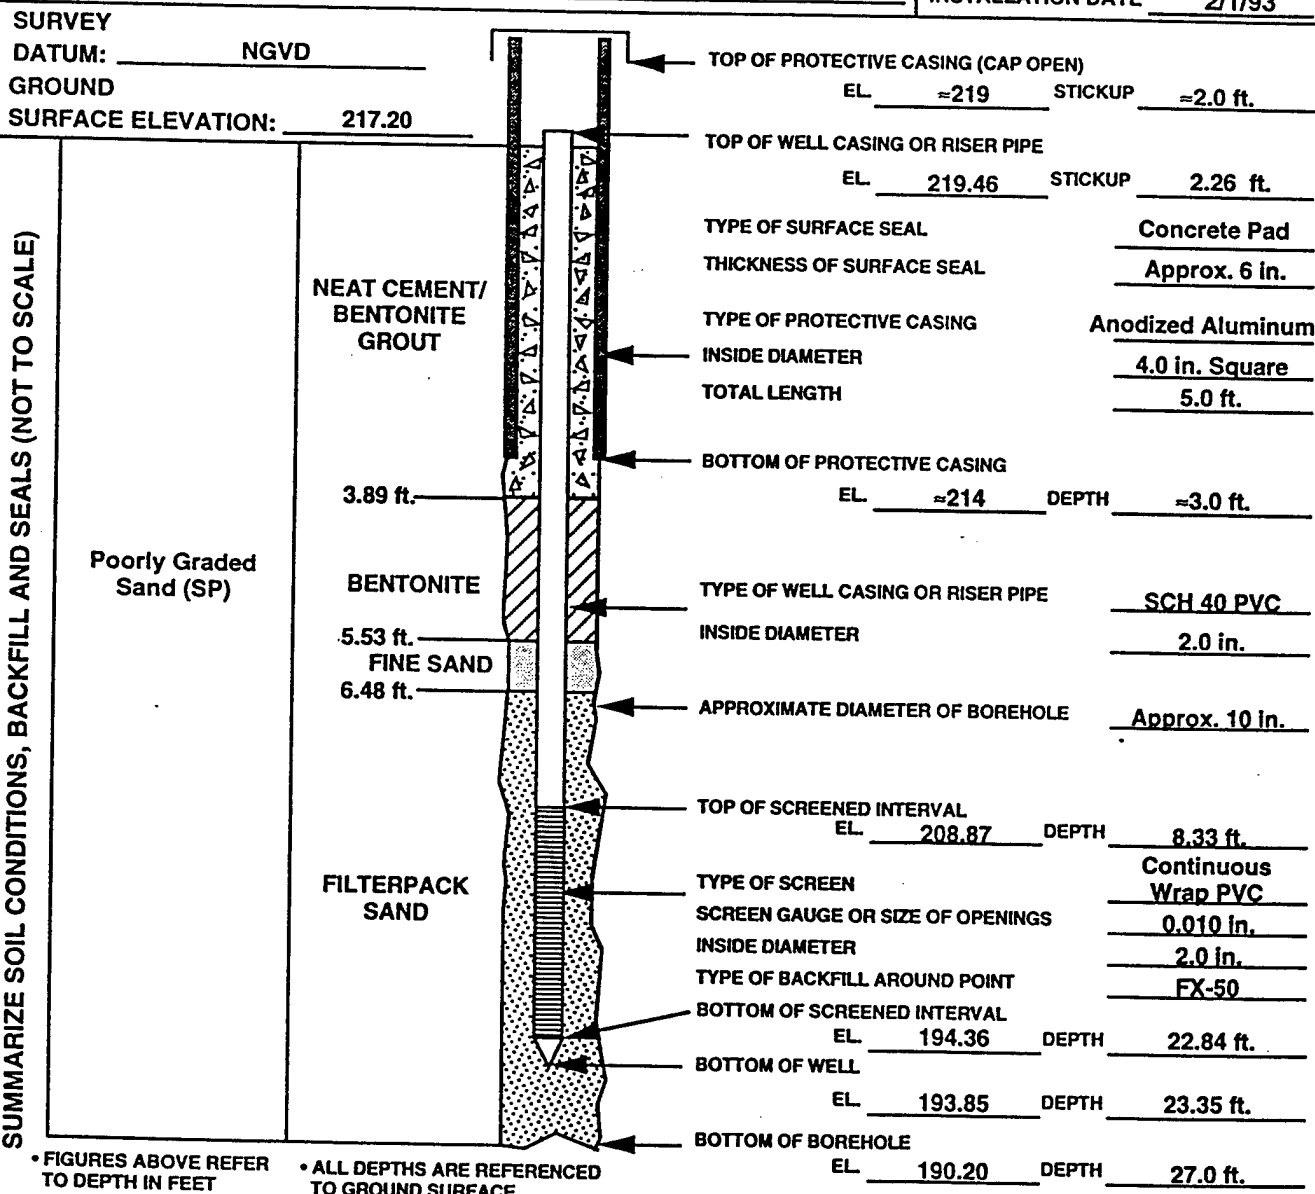 INSTALLATION DATE 2/1/93
SURVEY
DATUM: NGVD
GROUND
SURFACE ELEVATION: 217.20
TOP OF PROTECTIVE CASING (CAP OPEN)
EL. ≈219 STICKUP ≈2.0 ft.
TOP OF WELL CASING OR RISER PIPE
EL. 219.46 STICKUP 2.26 ft.
TYPE OF SURFACE SEAL Concrete Pad
THICKNESS OF SURFACE SEAL Approx. 6 in.
TYPE OF PROTECTIVE CASING Anodized Aluminum
INSIDE DIAMETER 4.0 in. Square
TOTAL LENGTH 5.0 ft.
BOTTOM OF PROTECTIVE CASING
EL. ≈214 DEPTH ≈3.0 ft.
TYPE OF WELL CASING OR RISER PIPE SCH 40 PVC
INSIDE DIAMETER 2.0 in.
APPROXIMATE DIAMETER OF BOREHOLE Approx. 10 in.
TOP OF SCREENED INTERVAL
EL. 208.87 DEPTH 8.33 ft.
Continuous
TYPE OF SCREEN Wrap PVC
SCREEN GAUGE OR SIZE OF OPENINGS 0.010 in.
INSIDE DIAMETER 2.0 in.
TYPE OF BACKFILL AROUND POINT FX-50
BOTTOM OF SCREENED INTERVAL
EL. 194.36 DEPTH 22.84 ft.
BOTTOM OF WELL
EL. 193.85 DEPTH 23.35 ft.
BOTTOM OF BOREHOLE
EL. 190.20 DEPTH 27.0 ft.
SUMMARIZE SOIL CONDITIONS, BACKFILL AND SEALS (NOT TO SCALE)
Poorly Graded
Sand (SP)
NEAT CEMENT/
BENTONITE
GROUT
3.89 ft.
BENTONITE
5.53 ft.
FINE SAND
6.48 ft.
FILTERPACK
SAND
• FIGURES ABOVE REFER
TO DEPTH IN FEET
• ALL DEPTHS ARE REFERENCED
TO GROUND SURFACE